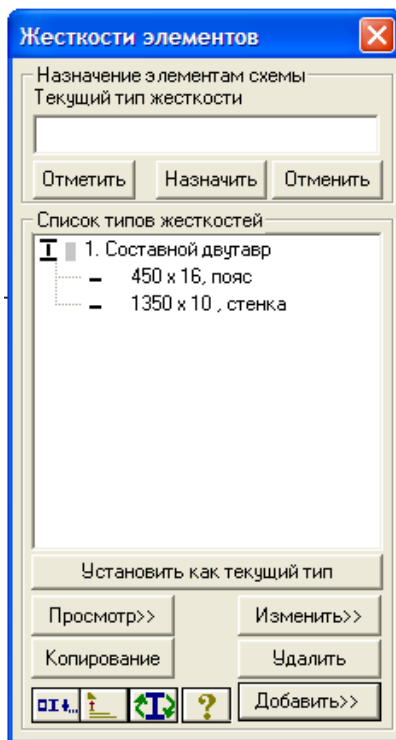 Жесткости элементов
Назначение элементам схемы
Текущий тип жесткости
Отметить Назначить Отменить
Список типов жесткостей
1. Составной двутавр
450 x 16, пояс
1350 x 10 , стенка
Установить как текущий тип
Просмотр>> Изменить>>
Копирование Удалить
Добавить>>